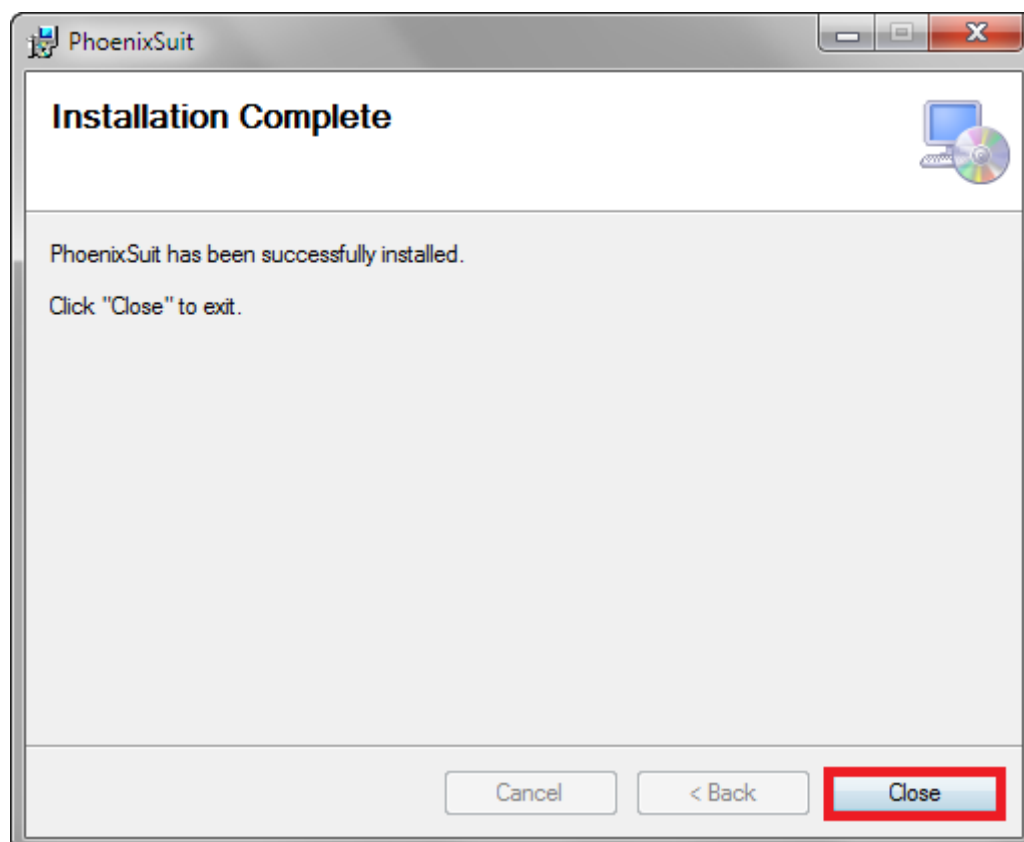 PhoenixSuit
Installation Complete
PhoenixSuit has been successfully installed.
Click "Close" to exit.
Cancel
< Back
Close